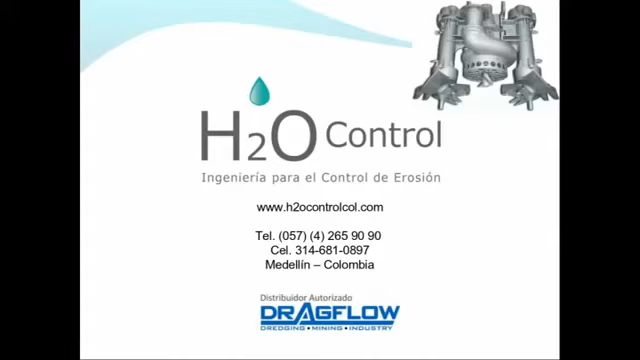 H2O Control
Ingeniería para el Control de Erosión
www.h2ocontrolcol.com
Tel. (057) (4) 265 90 90
Cel. 314-681-0897
Medellín – Colombia
Distribuidor Autorizado
DRAGFLOW
DREDGING • MINING • INDUSTRY